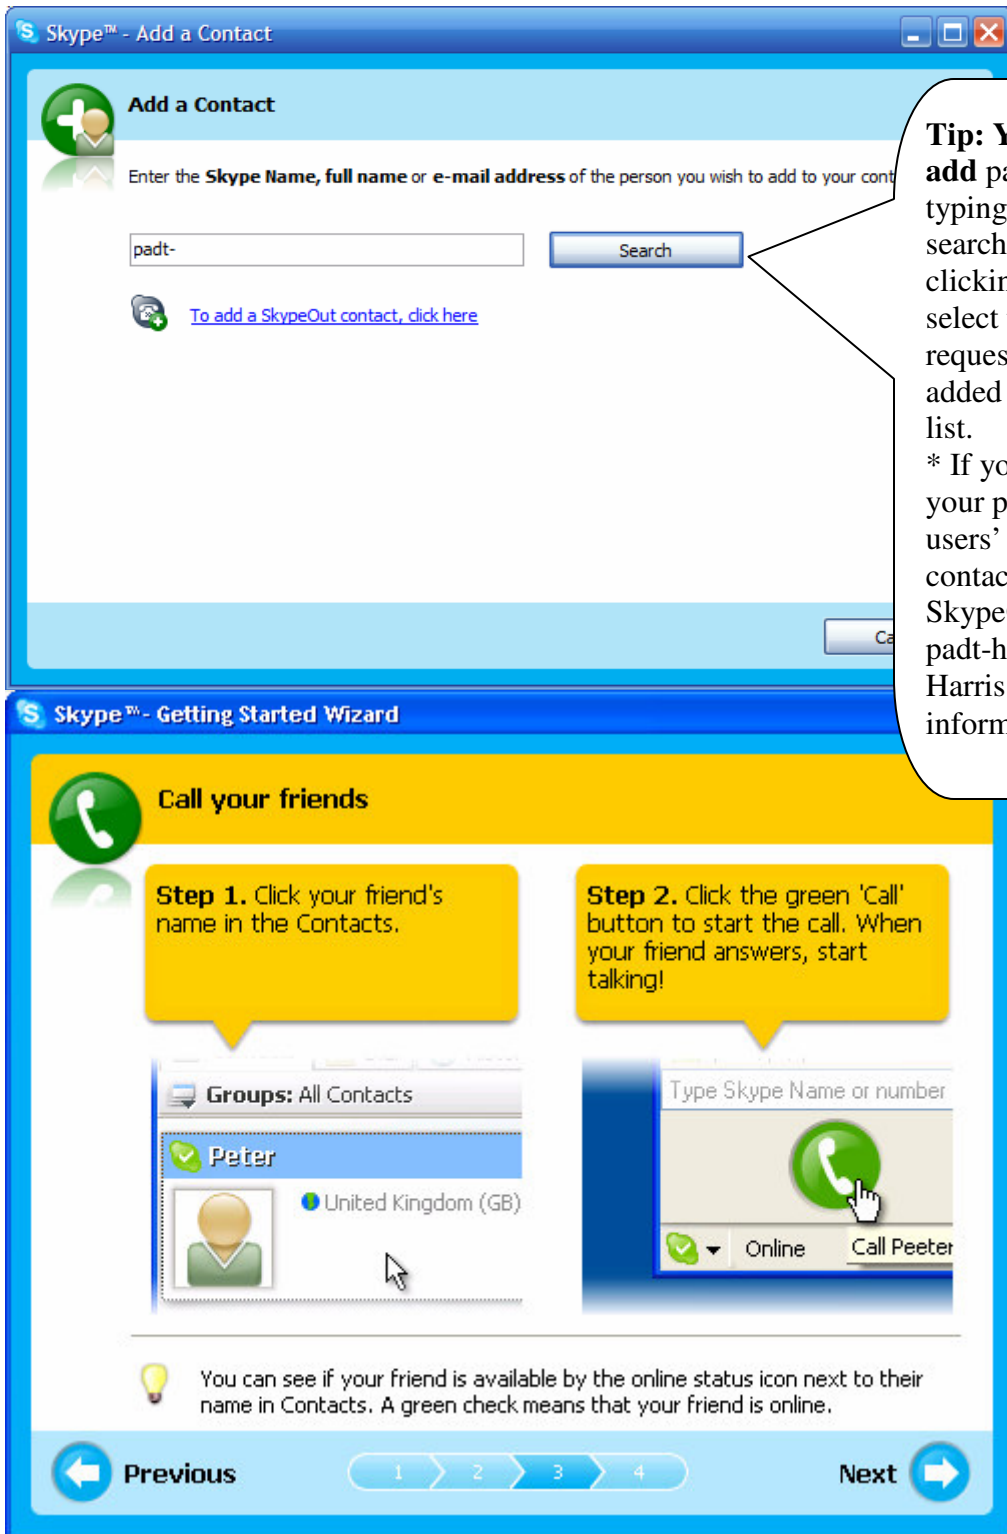 Skype™ - Add a Contact
Add a Contact
Enter the Skype Name, full name or e-mail address of the person you wish to add to your cont
padt-
Search
To add a SkypeOut contact, click here
Tip: Y
add pa
typing
search
clickin
select
reques
added
list.
* If yo
your p
users'
contac
Skype
padt-h
Harris
inform
Ca
Skype™- Getting Started Wizard
Call your friends
Step 1. Click your friend's
name in the Contacts.
Step 2. Click the green 'Call'
button to start the call. When
your friend answers, start
talking!
Groups: All Contacts
Peter
United Kingdom (GB)
Type Skype Name or number
Online
Call Peeter
You can see if your friend is available by the online status icon next to their
name in Contacts. A green check means that your friend is online.
Previous
1
2
3
4
Next